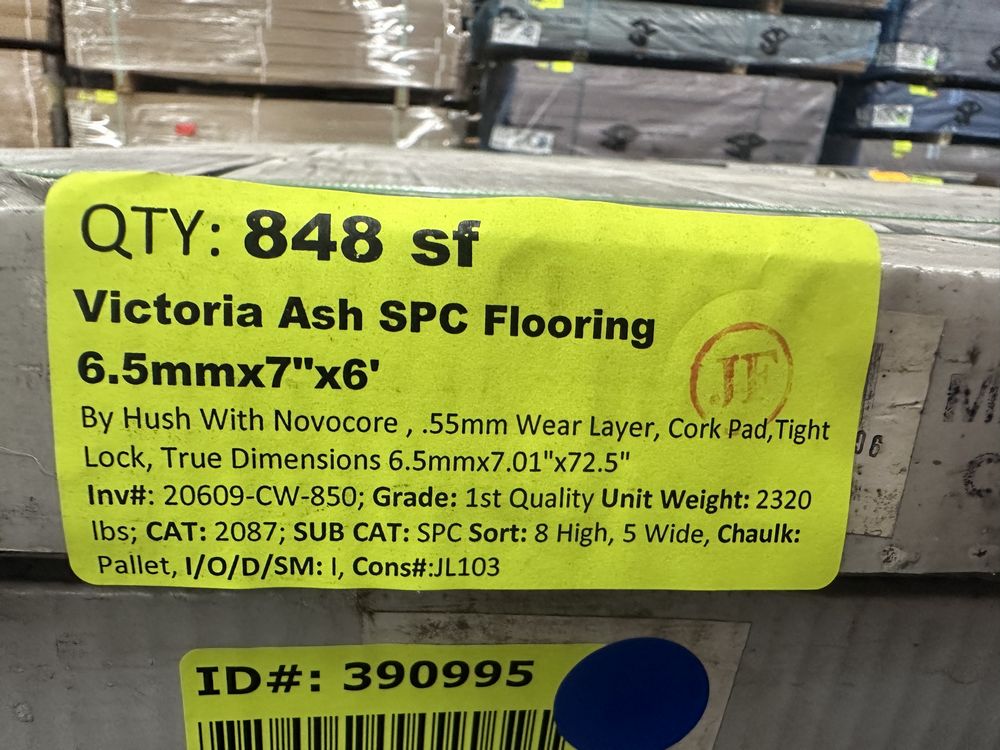 QTY: 848 sf
Victoria Ash SPC Flooring
6.5mmx7"x6'
JF
By Hush With Novocore , .55mm Wear Layer, Cork Pad,Tight
Lock, True Dimensions 6.5mmx7.01"x72.5"
Inv#: 20609-CW-850; Grade: 1st Quality Unit Weight: 2320
lbs; CAT: 2087; SUB CAT: SPC Sort: 8 High, 5 Wide, Chaulk:
Pallet, I/O/D/SM: I, Cons#:JL103
ID#: 390995